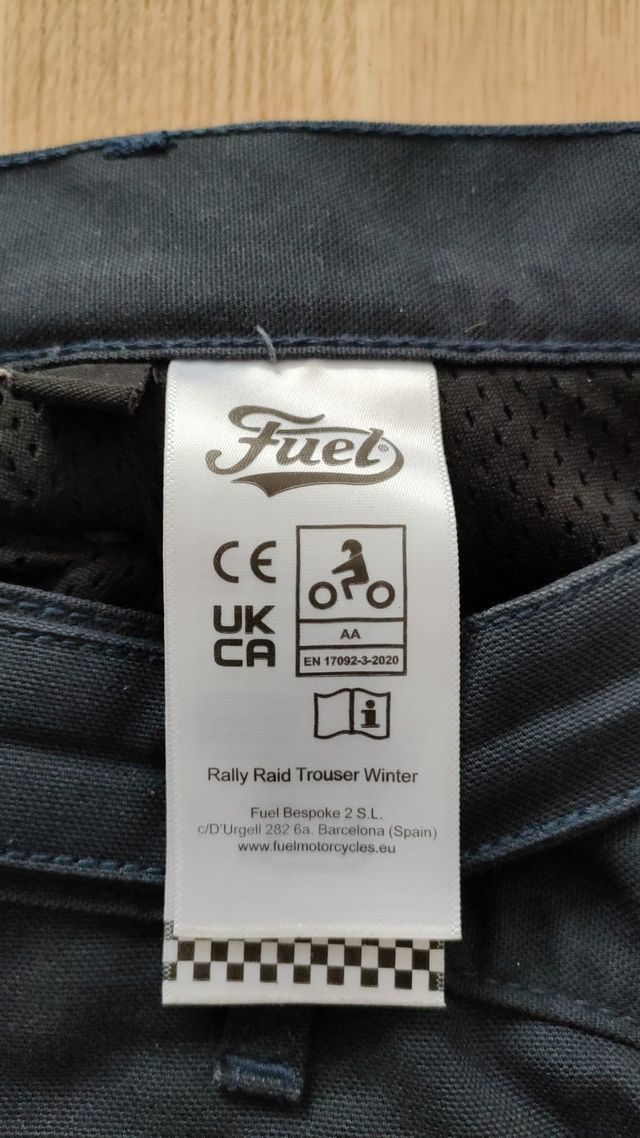 Fuel®
CE
UK
CA
AA
EN 17092-3-2020
i
Rally Raid Trouser Winter
Fuel Bespoke 2 S.L.
c/D'Urgell 282 6a. Barcelona (Spain)
www.fuelmotorcycles.eu